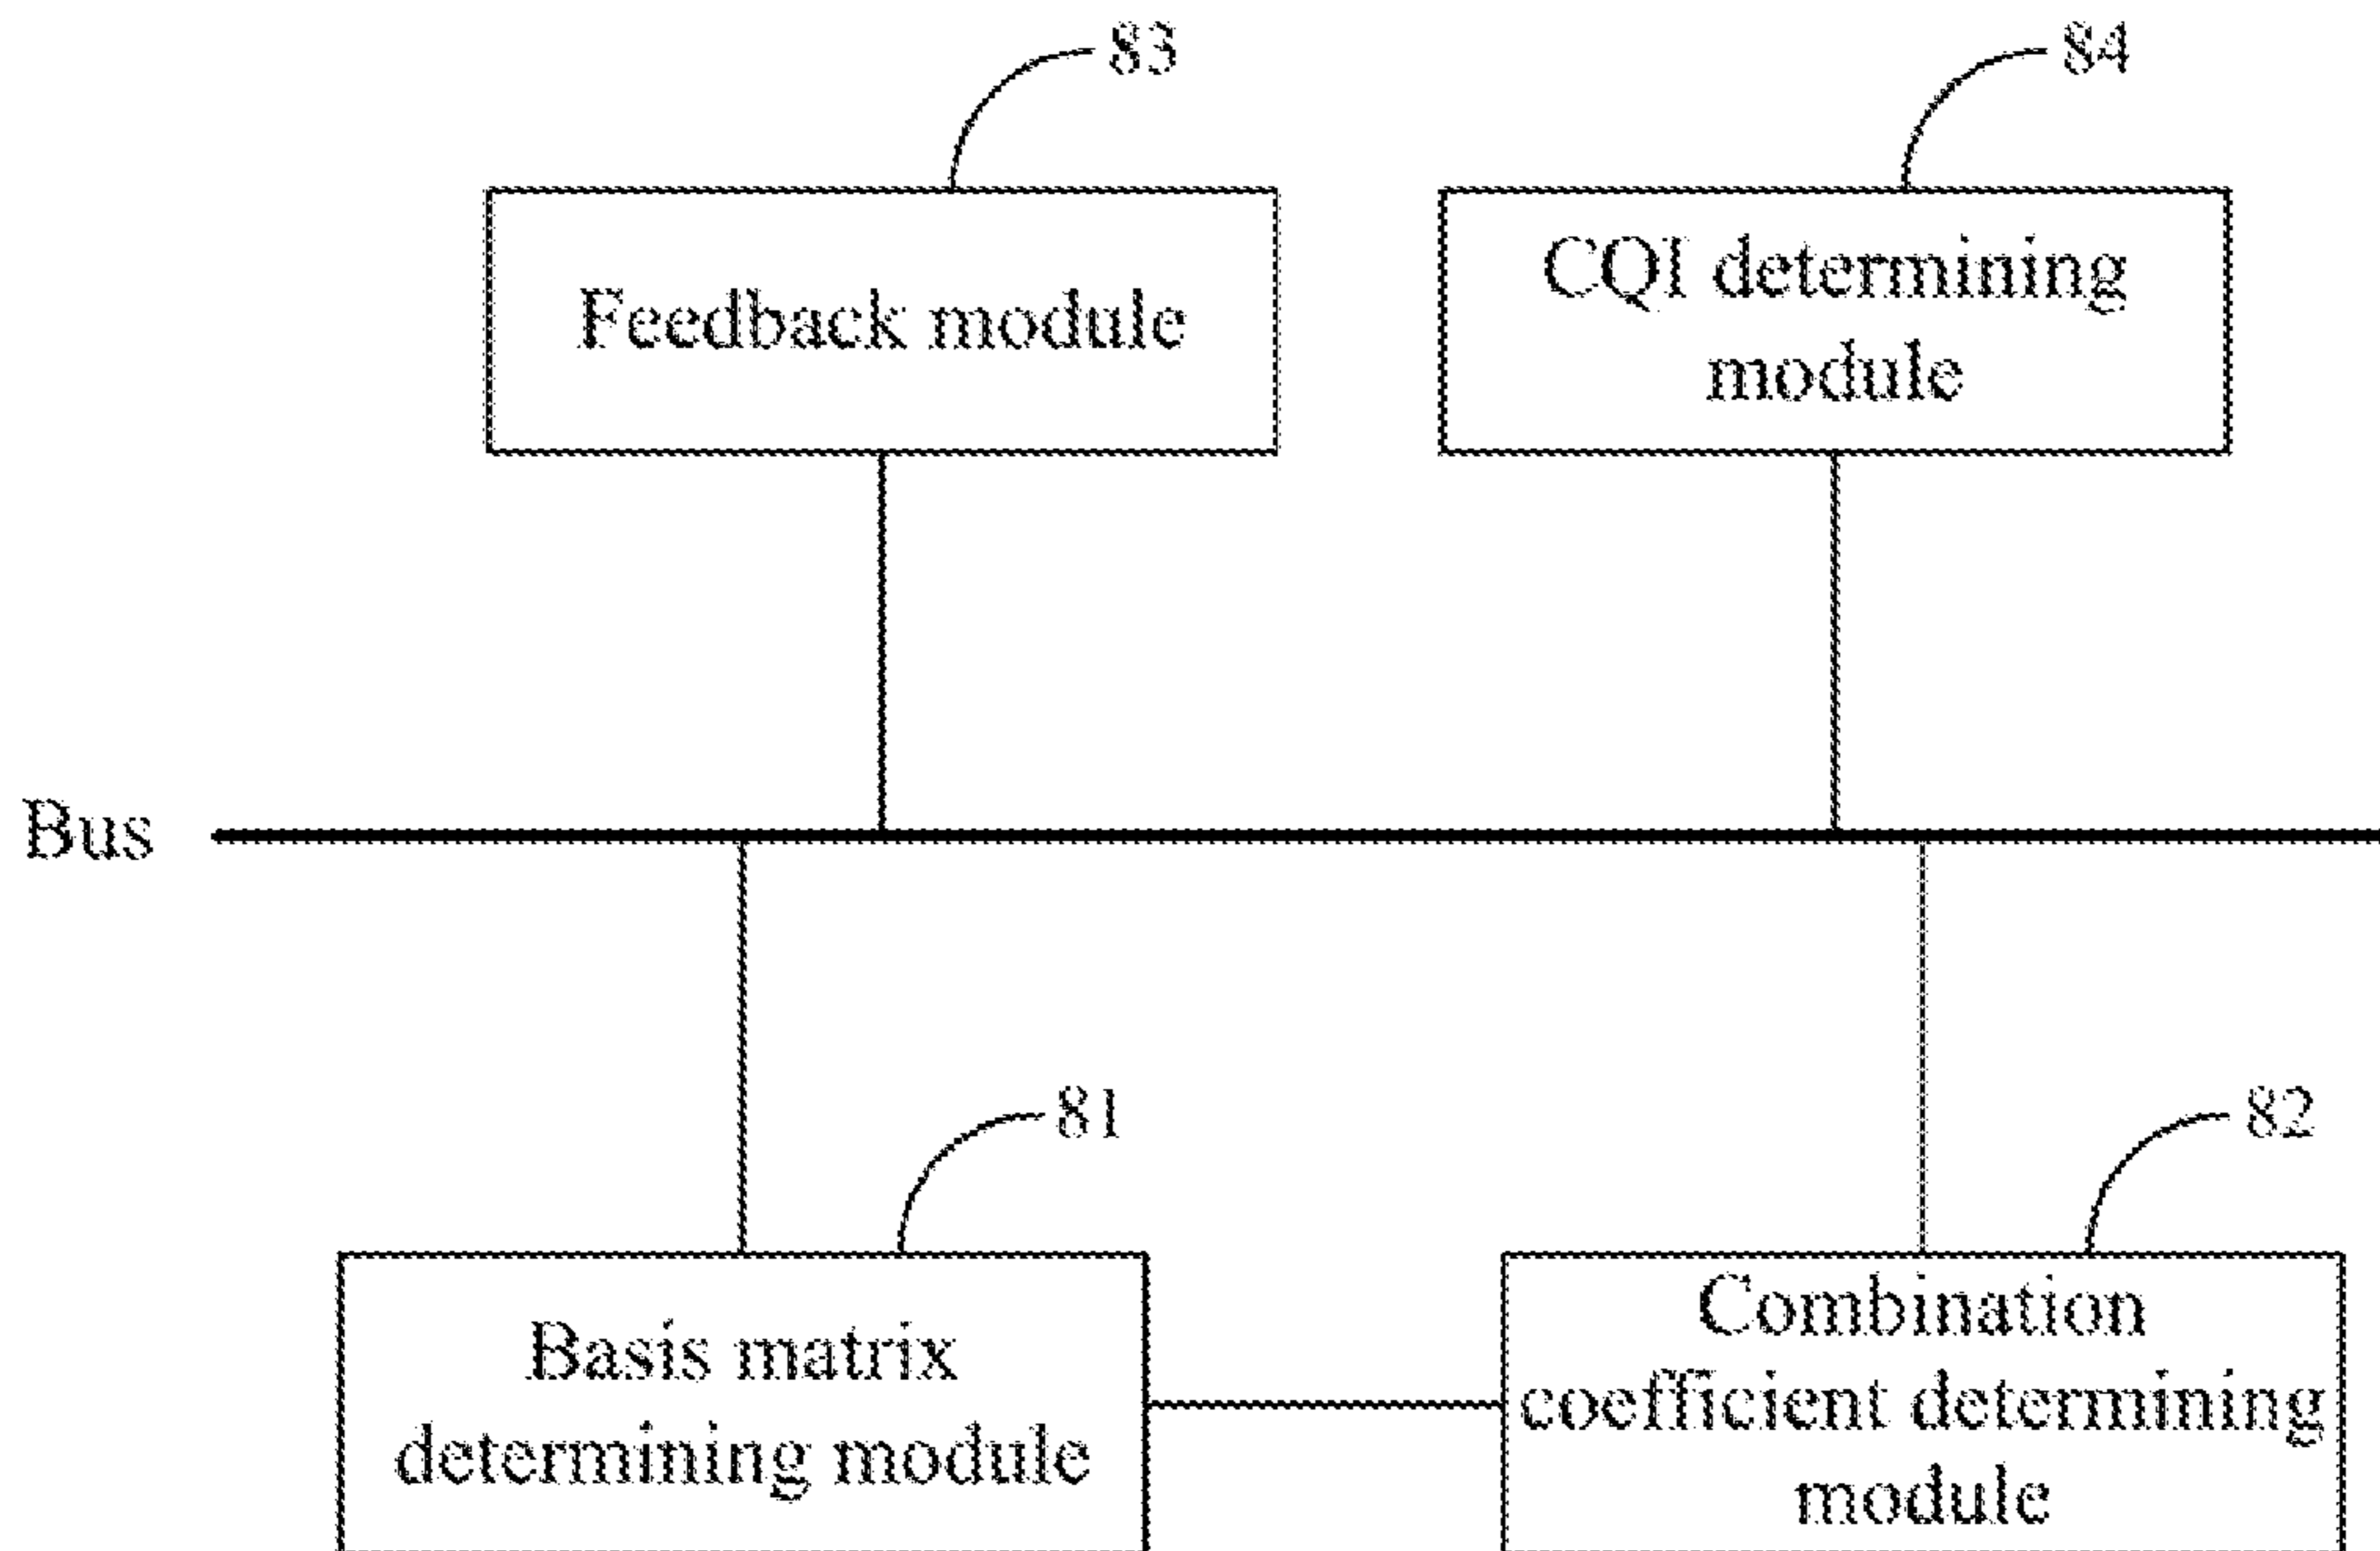 83
84
Feedback module
CQI determining
module
Bus
81
82
Basis matrix
determining module
Combination
coefficient determining
module